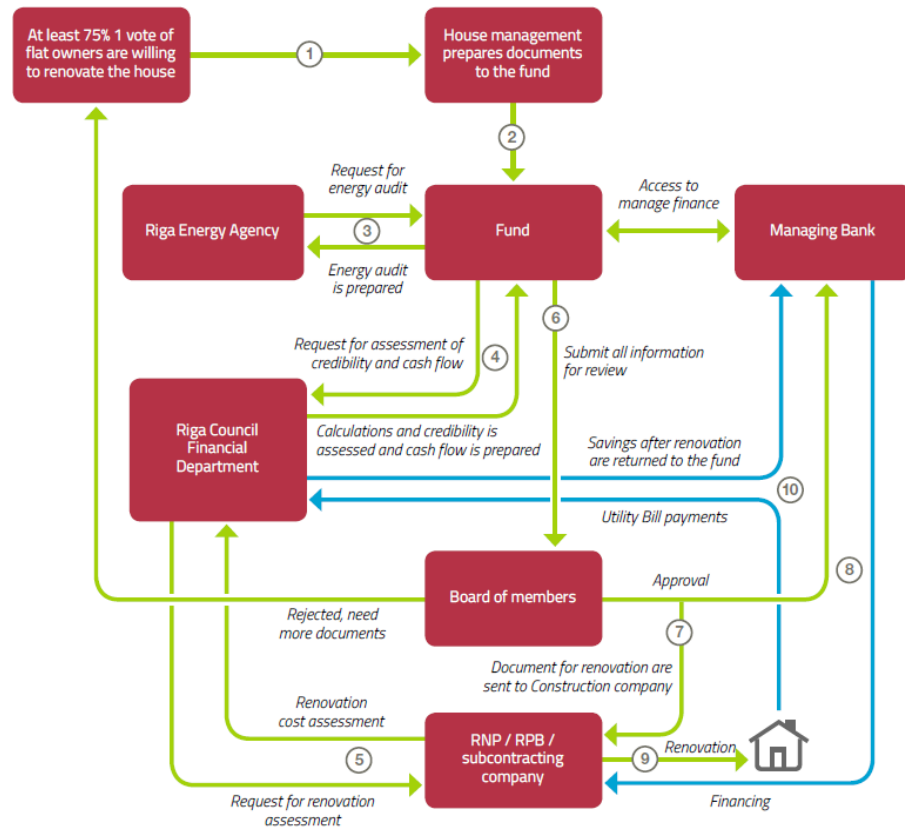 At least 75% 1 vote of
flat owners are willing
to renovate the house
1
House management
prepares documents
to the fund
2
Request for
energy audit
Riga Energy Agency
3
Fund
Access to
manage finance
Managing Bank
Energy audit
is prepared
6
Request for assessment of
credibility and cash flow
4
Submit all information
for review
Riga Council
Financial
Department
Calculations and credibility is
assessed and cash flow is prepared
Savings after renovation
are returned to the fund
10
Utility Bill payments
Board of members
Approval
8
Rejected, need
more documents
7
Document for renovation are
sent to Construction company
Renovation
cost assessment
RNP / RPB /
subcontracting
company
5
9
Renovation
Request for renovation
assessment
Financing